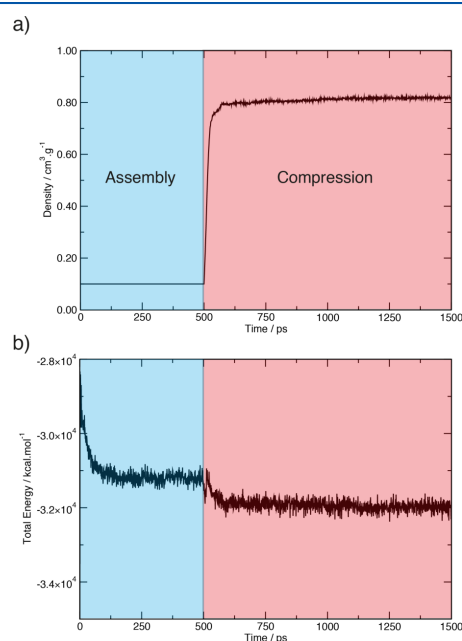 a)
1.00
0.80
0.60
0.40
0.20
0.00
Density / cm³.g⁻¹
Assembly
Compression
0 250 500 750 1000 1250 1500
Time / ps
b)
-2.8×10⁴
-3.0×10⁴
-3.2×10⁴
-3.4×10⁴
Total Energy / kcal.mol⁻¹
0 250 500 750 1000 1250 1500
Time / ps